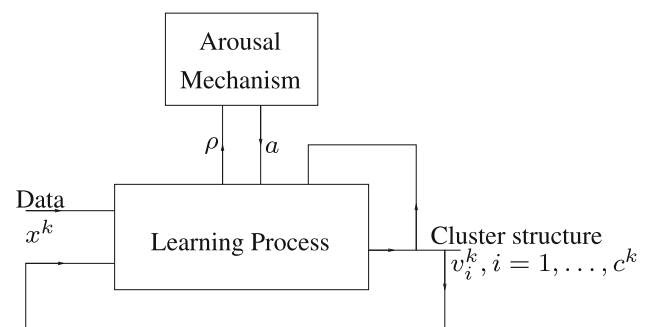 Arousal
Mechanism
ρ
a
Data
x^k
Learning Process
Cluster structure
v_i^k, i = 1, . . . , c^k